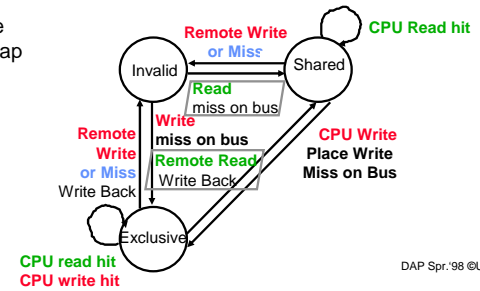 e
ap
Remote Write
or Miss
CPU Read hit
Invalid
Shared
Read
miss on bus
Write
miss on bus
Remote
Write
or Miss
Write Back
Remote Read
Write Back
CPU Write
Place Write
Miss on Bus
Exclusive
CPU read hit
CPU write hit
DAP Spr.'98 ©U